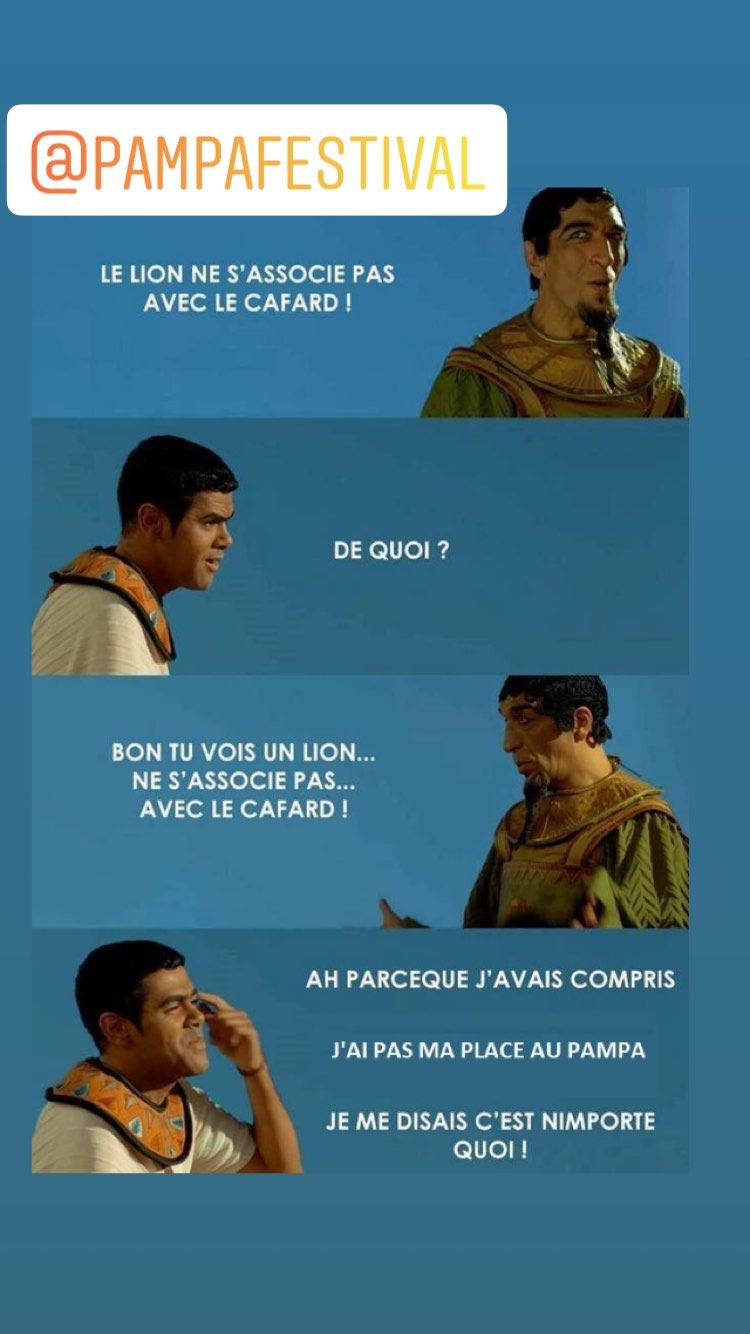 @PAMPAFESTIVAL
LE LION NE S'ASSOCIE PAS
AVEC LE CAFARD !
DE QUOI ?
BON TU VOIS UN LION...
NE S'ASSOCIE PAS...
AVEC LE CAFARD !
AH PARCEQUE J'AVAIS COMPRIS
J'AI PAS MA PLACE AU PAMPA
JE ME DISAIS C'EST NIMPORTE
QUOI !